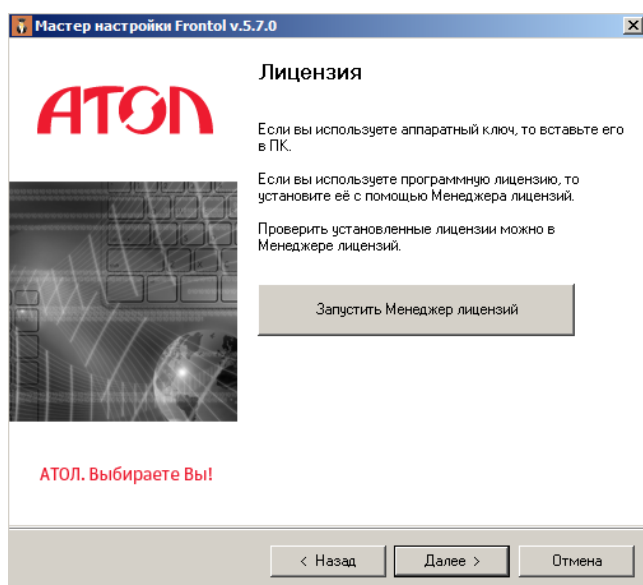 Мастер настройки Frontol v.5.7.0
Лицензия
АТОЛ
Если вы используете аппаратный ключ, то вставьте его
в ПК.
Если вы используете программную лицензию, то
установите её с помощью Менеджера лицензий.
Проверить установленные лицензии можно в
Менеджере лицензий.
Запустить Менеджер лицензий
АТОЛ. Выбираете Вы!
< Назад
Далее >
Отмена